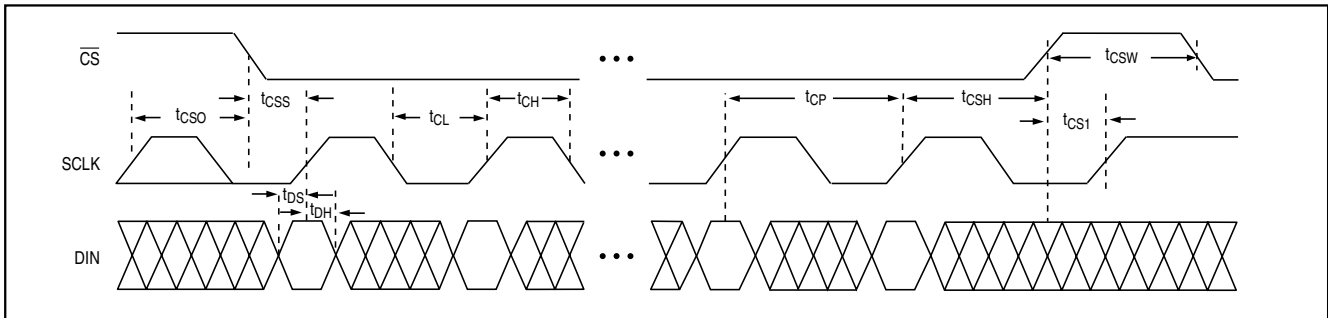 CS
tCSW
tCSS
tCH
tCP
tCSH
tCSO
tCL
tCS1
SCLK
tDS
tDH
DIN